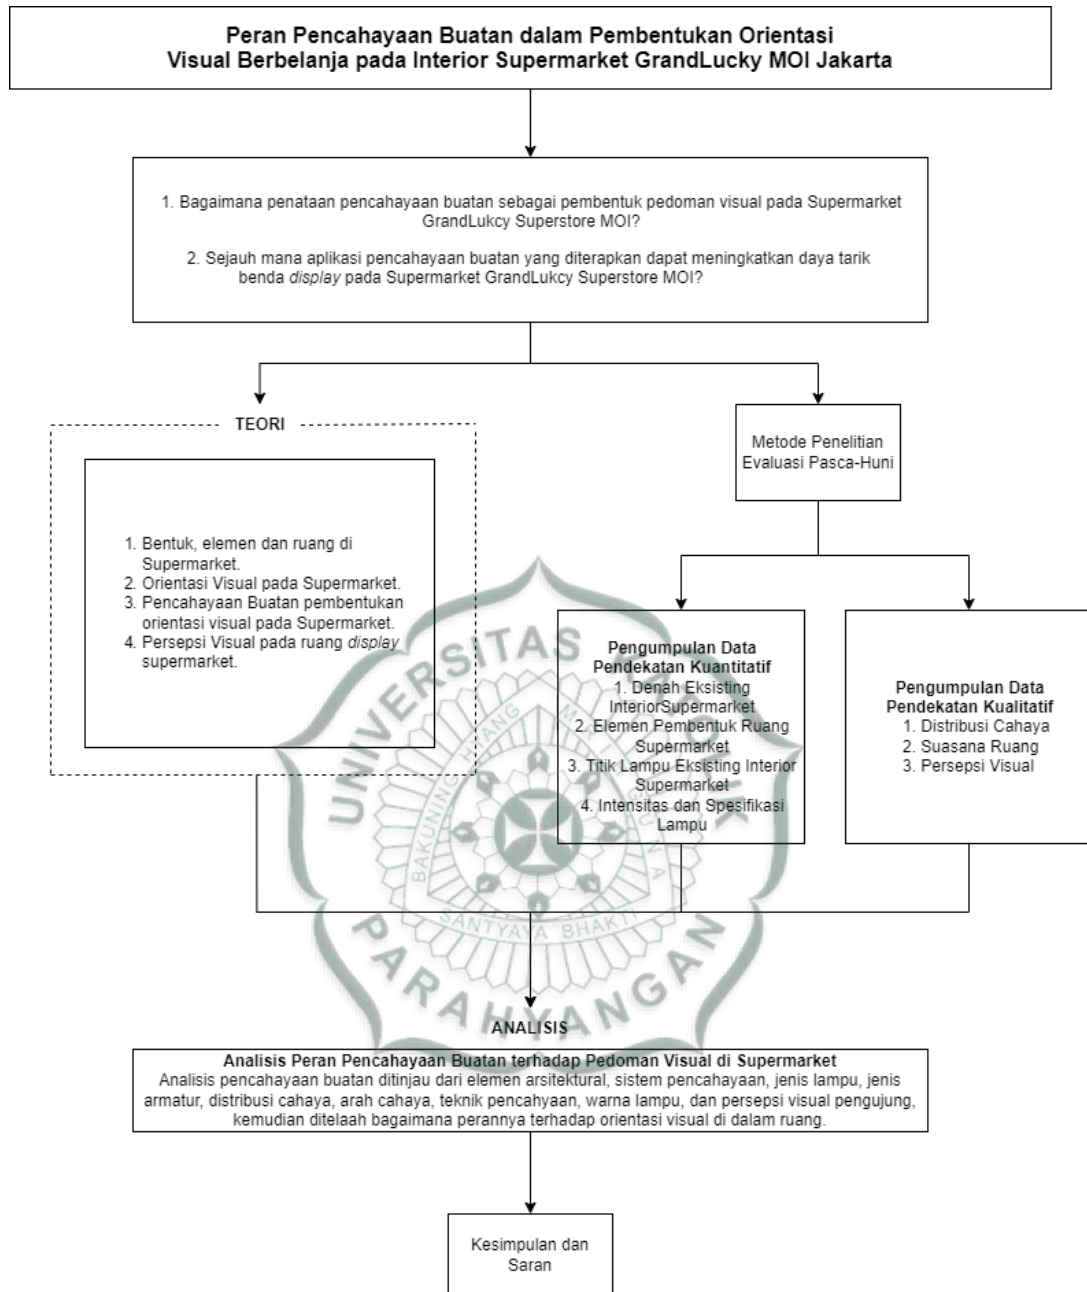 Peran Pencahayaan Buatan dalam Pembentukan Orientasi
Visual Berbelanja pada Interior Supermarket GrandLucky MOI Jakarta
1. Bagaimana penataan pencahayaan buatan sebagai pembentuk pedoman visual pada Supermarket
GrandLukcy Superstore MOI?
2. Sejauh mana aplikasi pencahayaan buatan yang diterapkan dapat meningkatkan daya tarik
benda display pada Supermarket GrandLukcy Superstore MOI?
TEORI
1. Bentuk, elemen dan ruang di
Supermarket.
2. Orientasi Visual pada Supermarket.
3. Pencahayaan Buatan pembentukan
orientasi visual pada Supermarket.
4. Persepsi Visual pada ruang display
supermarket.
Metode Penelitian
Evaluasi Pasca-Huni
Pengumpulan Data
Pendekatan Kuantitatif
1. Denah Eksisting
InteriorSupermarket
2. Elemen Pembentuk Ruang
Supermarket
3. Titik Lampu Eksisting Interior
Supermarket
4. Intensitas dan Spesifikasi
Lampu
Pengumpulan Data
Pendekatan Kualitatif
1. Distribusi Cahaya
2. Suasana Ruang
3. Persepsi Visual
UNIVERSITAS KATOLIK
PARAHYANGAN
BAKUNING HYANG MRIH GUNA
SANTYAYA BHAKTI
ANALISIS
Analisis Peran Pencahayaan Buatan terhadap Pedoman Visual di Supermarket
Analisis pencahayaan buatan ditinjau dari elemen arsitektural, sistem pencahayaan, jenis lampu, jenis
armatur, distribusi cahaya, arah cahaya, teknik pencahyaan, warna lampu, dan persepsi visual pengujung,
kemudian ditelaah bagaimana perannya terhadap orientasi visual di dalam ruang.
Kesimpulan dan
Saran